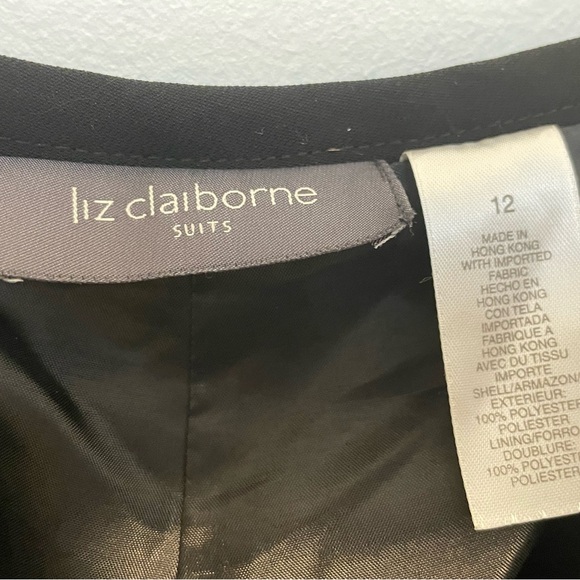 liz claiborne
SUITS
12
MADE IN
HONG KONG
WITH IMPORTED
FABRIC
HECHO EN
HONG KONG
CON TELA
IMPORTADA
FABRIQUE A
HONG KONG
AVEC DU TISSU
IMPORTE
SHELL/ARMAZON/
EXTERIEUR:
100% POLYESTER
POLIESTER
LINING/FORRO
DOUBLURE:
100% POLYESTER
POLIESTER